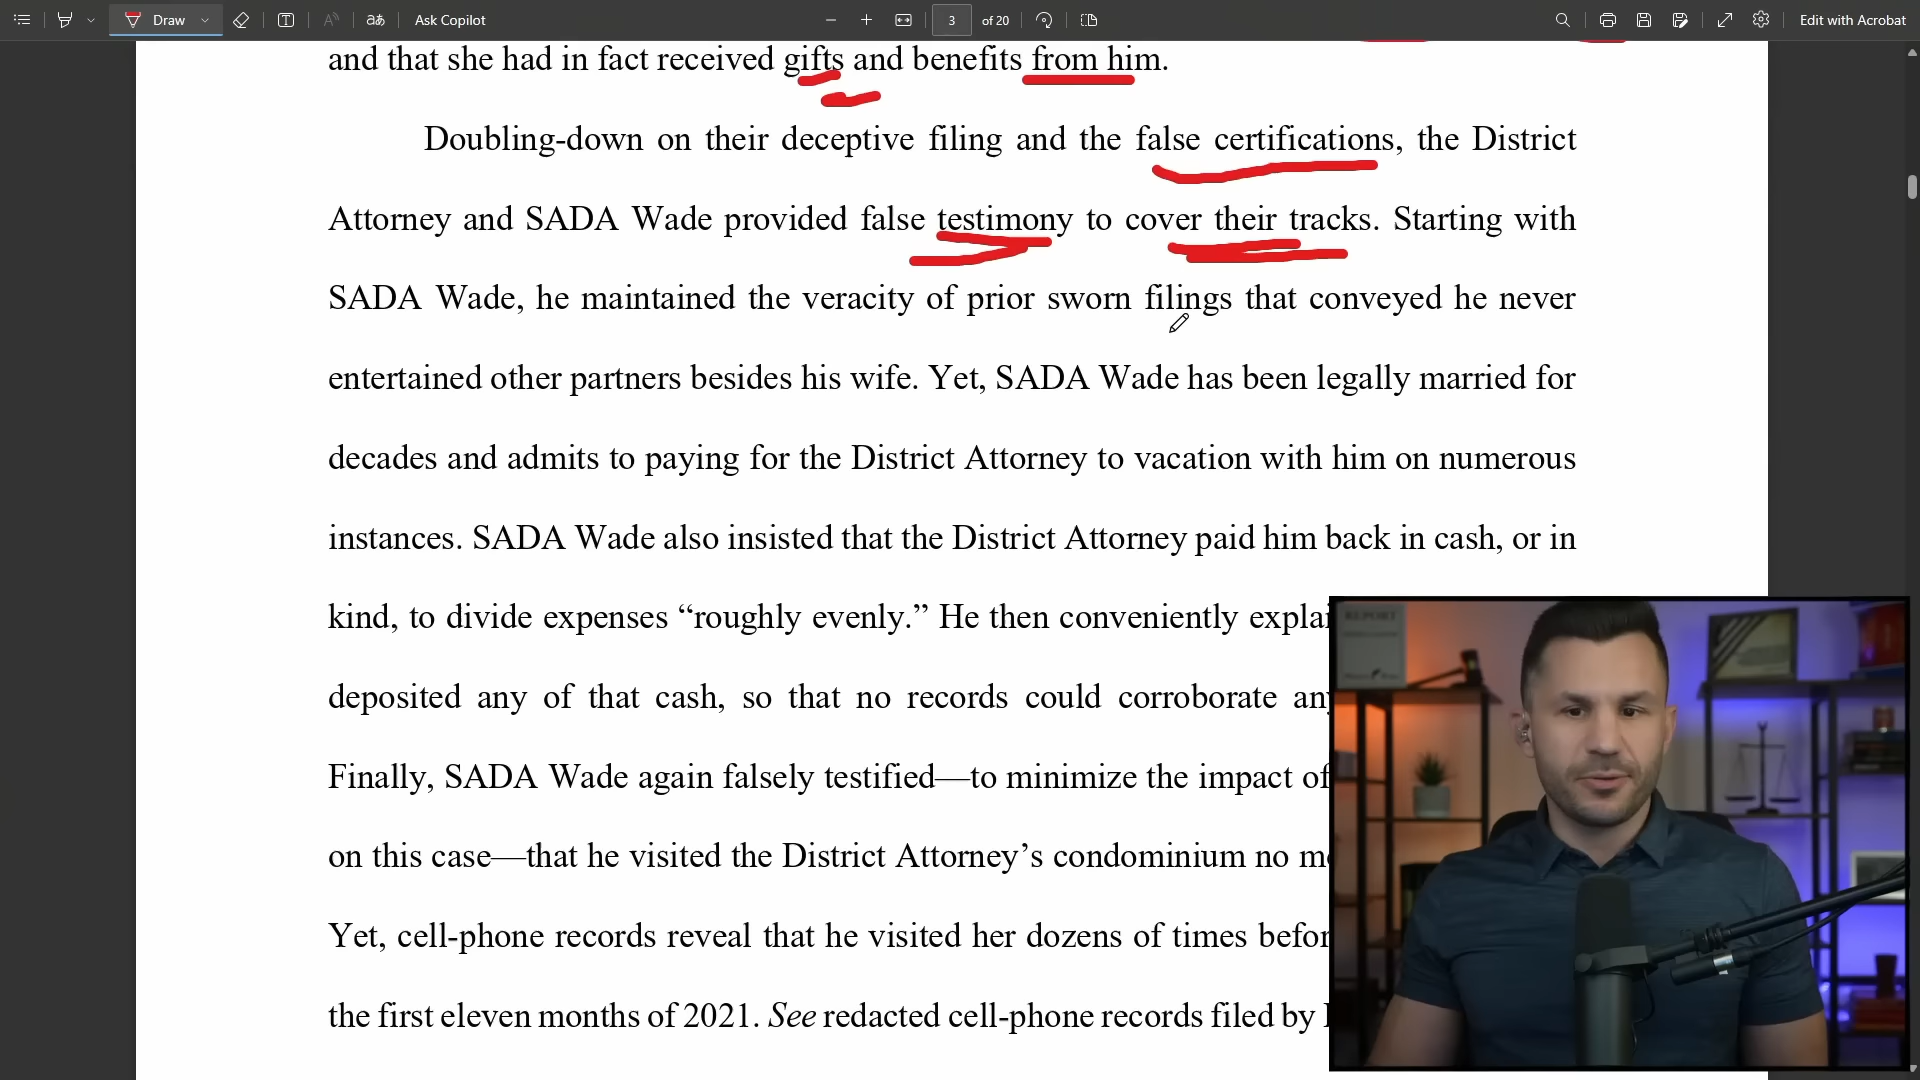 Draw
Ask Copilot
3 of 20
Edit with Acrobat
and that she had in fact received gifts and benefits from him.
Doubling-down on their deceptive filing and the false certifications, the District
Attorney and SADA Wade provided false testimony to cover their tracks. Starting with
SADA Wade, he maintained the veracity of prior sworn filings that conveyed he never
entertained other partners besides his wife. Yet, SADA Wade has been legally married for
decades and admits to paying for the District Attorney to vacation with him on numerous
instances. SADA Wade also insisted that the District Attorney paid him back in cash, or in
kind, to divide expenses “roughly evenly.” He then conveniently explai
deposited any of that cash, so that no records could corroborate any
Finally, SADA Wade again falsely testified—to minimize the impact of
on this case—that he visited the District Attorney’s condominium no m
Yet, cell-phone records reveal that he visited her dozens of times befor
the first eleven months of 2021. See redacted cell-phone records filed by
REPORT